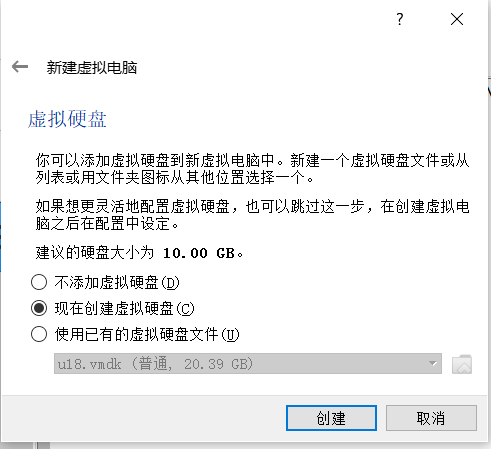 ?
新建虚拟电脑
虚拟硬盘
你可以添加虚拟硬盘到新虚拟电脑中。新建一个虚拟硬盘文件或从
列表或用文件夹图标从其他位置选择一个。
如果想更灵活地配置虚拟硬盘，也可以跳过这一步，在创建虚拟电
脑之后在配置中设定。
建议的硬盘大小为 10.00 GB。
不添加虚拟硬盘(D)
现在创建虚拟硬盘(C)
使用已有的虚拟硬盘文件(U)
u18.vmdk (普通, 20.39 GB)
创建
取消